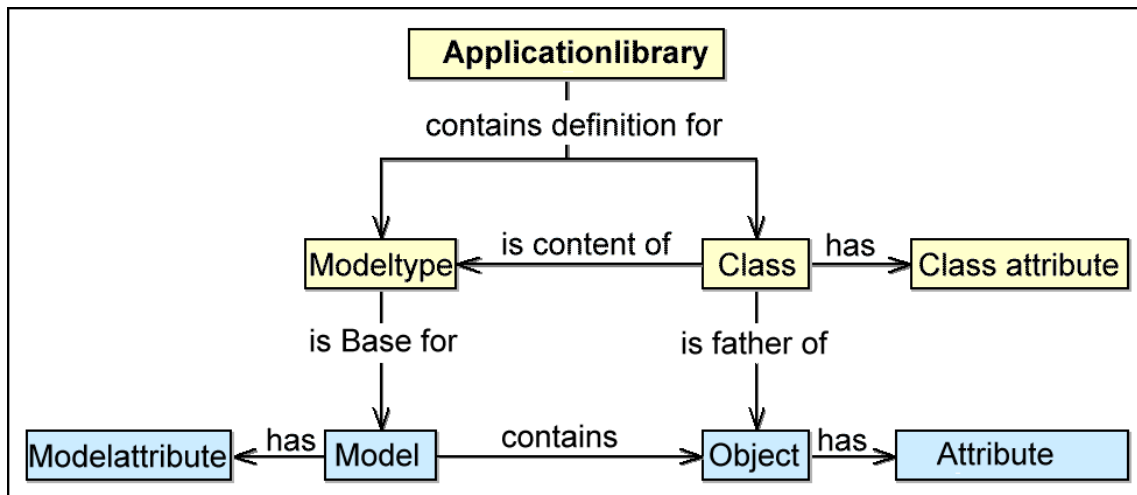 Applicationlibrary
contains definition for
Modeltype
is content of
Class
has
Class attribute
is Base for
is father of
Modelattribute
has
Model
contains
Object
has
Attribute